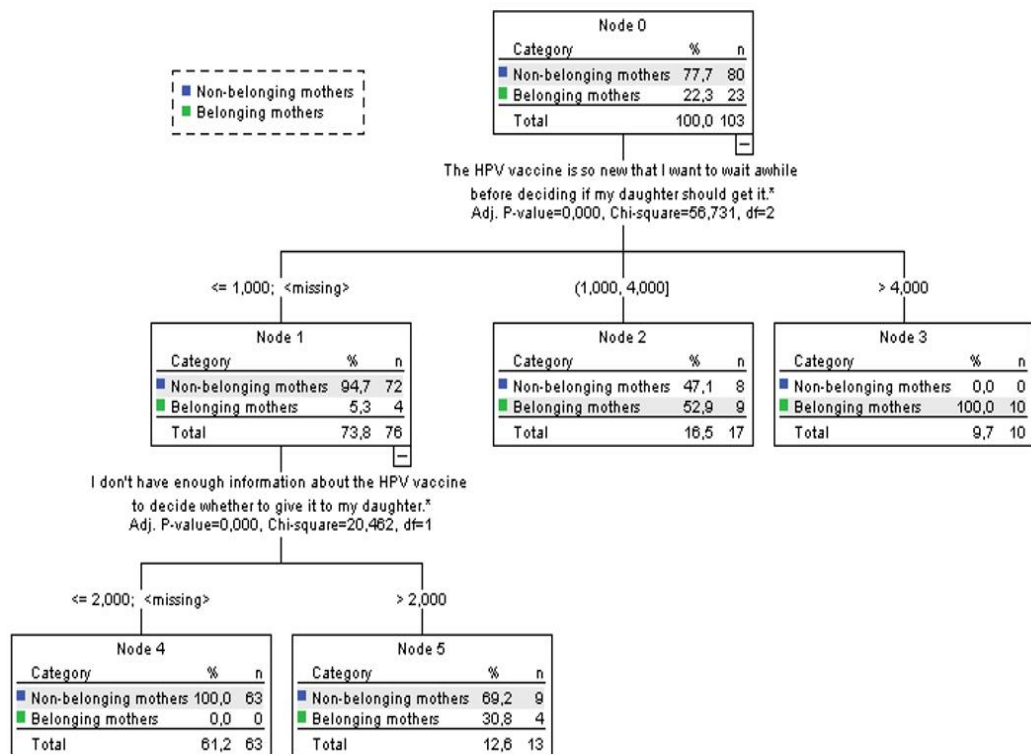 Non-belonging mothers
Belonging mothers
Node 0
Category % n
Non-belonging mothers 77,7 80
Belonging mothers 22,3 23
Total 100,0 103
The HPV vaccine is so new that I want to wait awhile
before deciding if my daughter should get it.*
Adj. P-value=0,000, Chi-square=56,731, df=2
<= 1,000; <missing>
(1,000, 4,000]
> 4,000
Node 1
Category % n
Non-belonging mothers 94,7 72
Belonging mothers 5,3 4
Total 73,8 76
Node 2
Category % n
Non-belonging mothers 47,1 8
Belonging mothers 52,9 9
Total 16,5 17
Node 3
Category % n
Non-belonging mothers 0,0 0
Belonging mothers 100,0 10
Total 9,7 10
I don't have enough information about the HPV vaccine
to decide whether to give it to my daughter.*
Adj. P-value=0,000, Chi-square=20,462, df=1
<= 2,000; <missing>
> 2,000
Node 4
Category % n
Non-belonging mothers 100,0 63
Belonging mothers 0,0 0
Total 61,2 63
Node 5
Category % n
Non-belonging mothers 69,2 9
Belonging mothers 30,8 4
Total 12,6 13